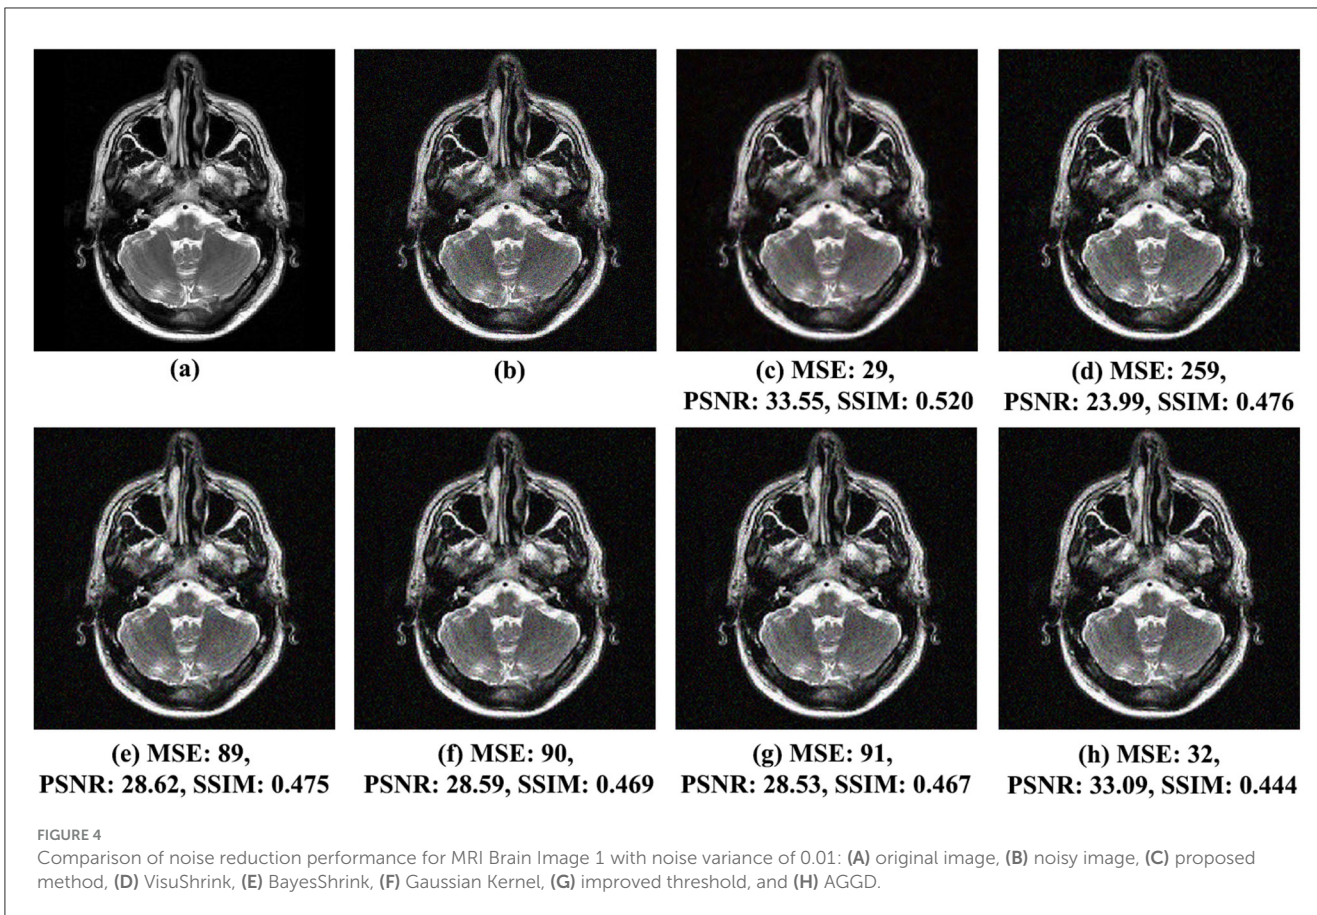 (a)
(b)
(c) MSE: 29,
PSNR: 33.55, SSIM: 0.520
(d) MSE: 259,
PSNR: 23.99, SSIM: 0.476
(e) MSE: 89,
PSNR: 28.62, SSIM: 0.475
(f) MSE: 90,
PSNR: 28.59, SSIM: 0.469
(g) MSE: 91,
PSNR: 28.53, SSIM: 0.467
(h) MSE: 32,
PSNR: 33.09, SSIM: 0.444
FIGURE 4
Comparison of noise reduction performance for MRI Brain Image 1 with noise variance of 0.01: (A) original image, (B) noisy image, (C) proposed
method, (D) VisuShrink, (E) BayesShrink, (F) Gaussian Kernel, (G) improved threshold, and (H) AGGD.